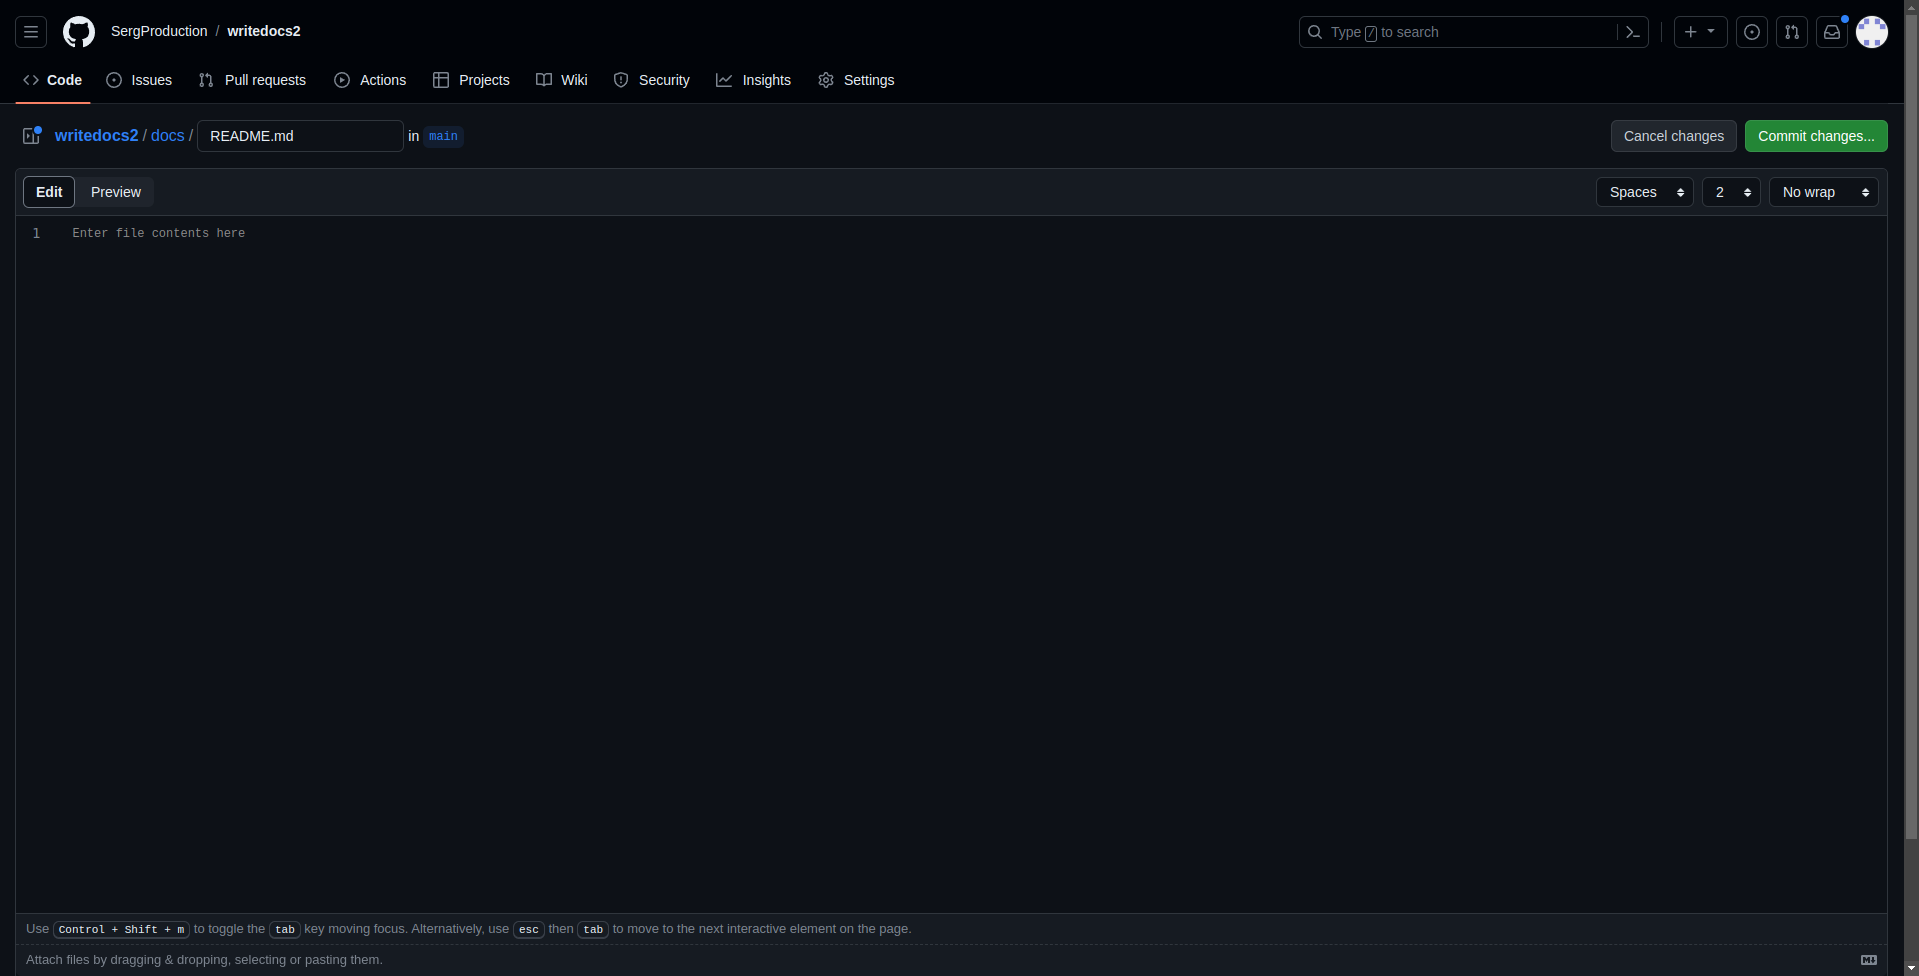 SergProduction / writedocs2
Type / to search
Code Issues Pull requests Actions Projects Wiki Security Insights Settings
writedocs2 / docs / README.md in main
Cancel changes Commit changes...
Edit Preview
Spaces 2 No wrap
1 Enter file contents here
Use Control + Shift + m to toggle the tab key moving focus. Alternatively, use esc then tab to move to the next interactive element on the page.
Attach files by dragging & dropping, selecting or pasting them.